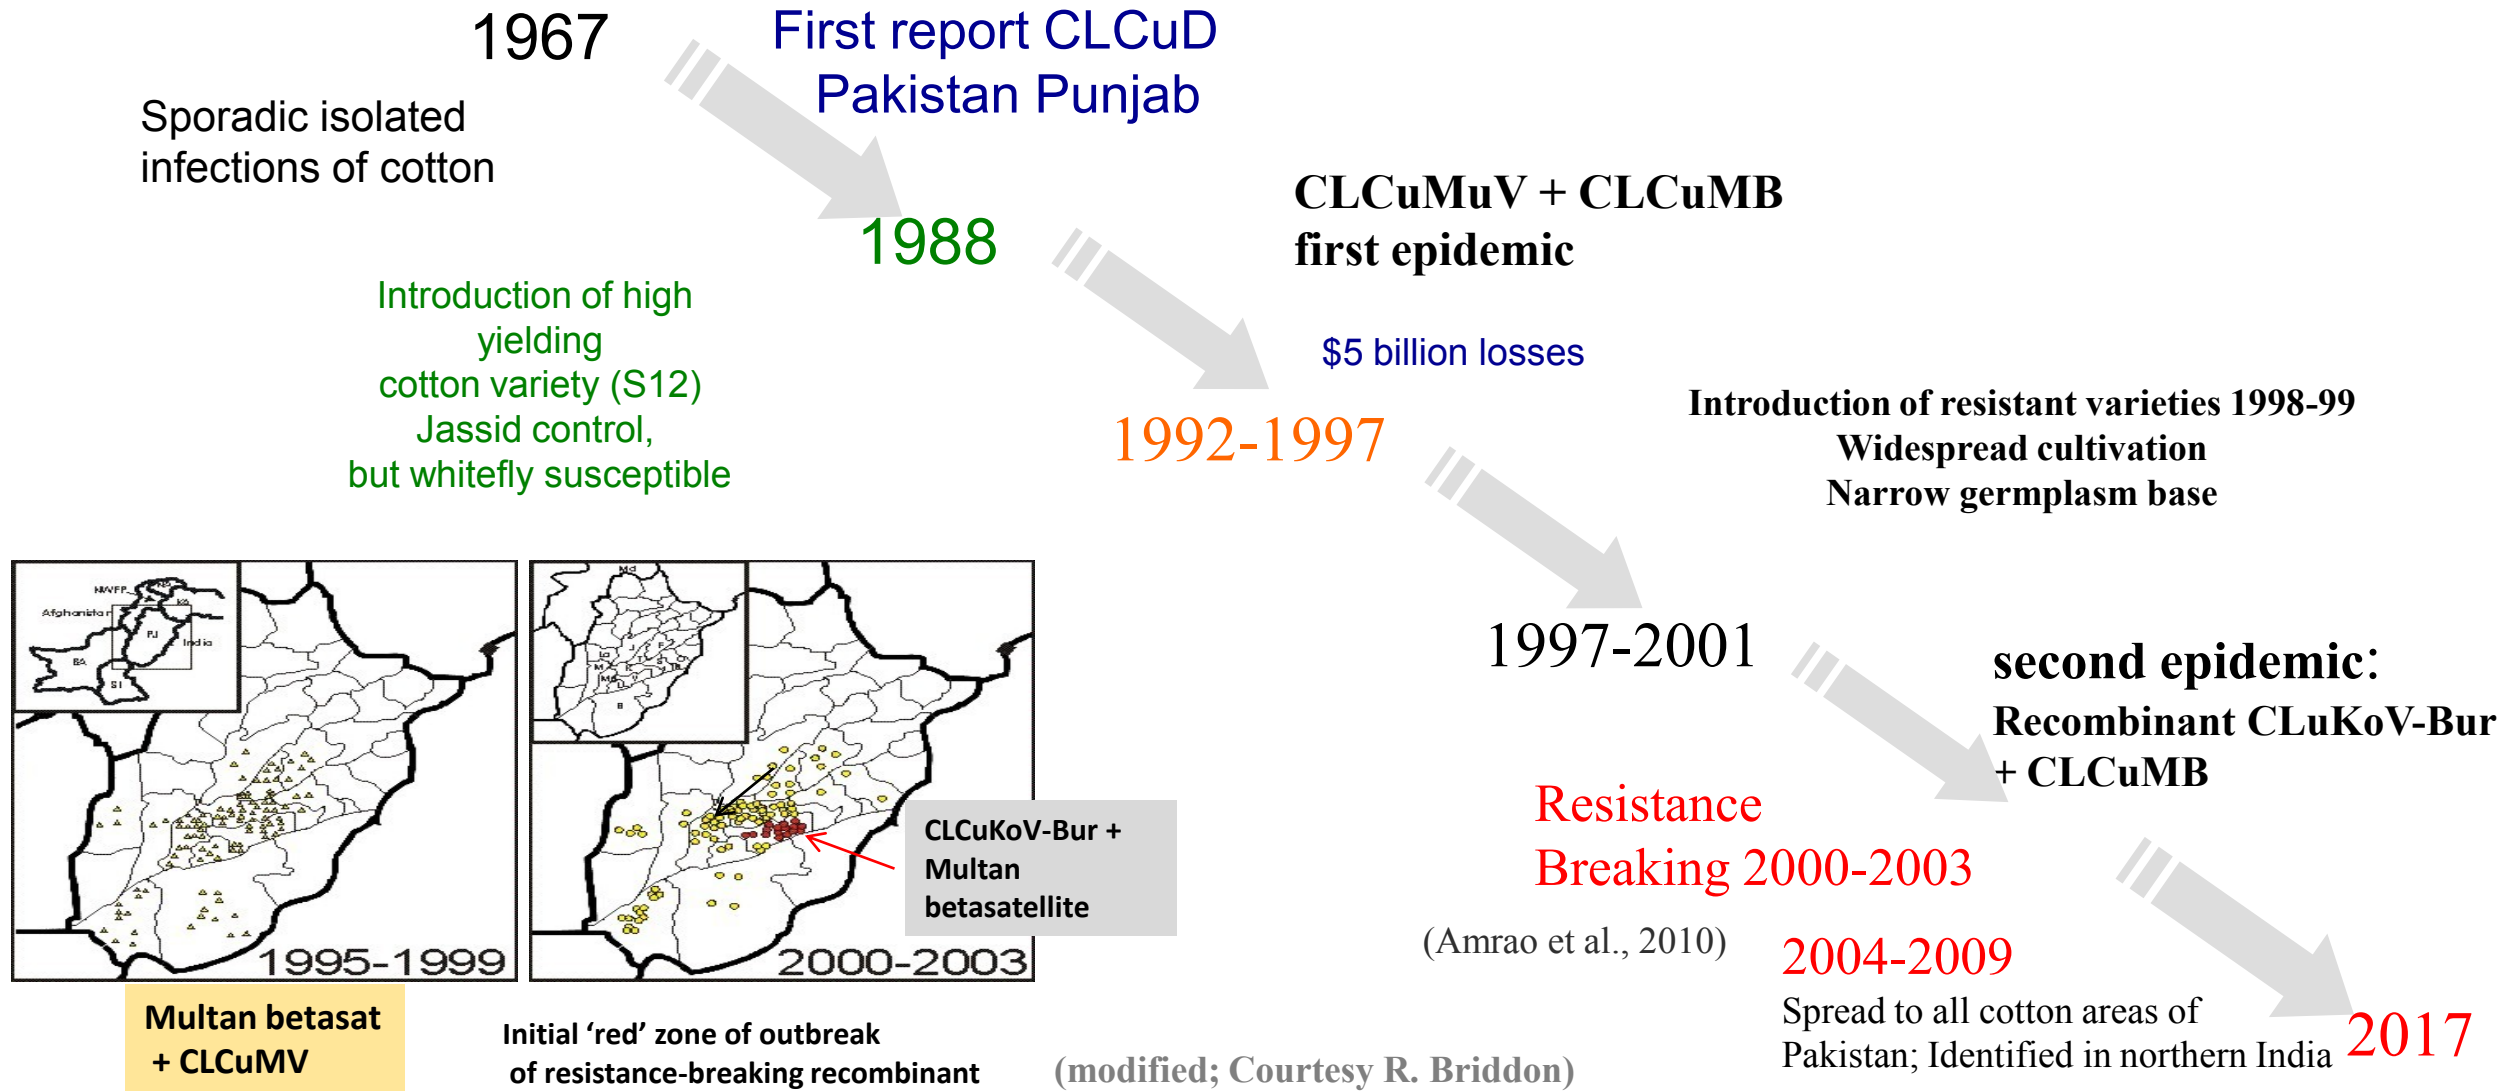 1967
First report CLCuD
Pakistan Punjab
Sporadic isolated
infections of cotton
1988
CLCuMuV + CLCuMB
first epidemic
Introduction of high
yielding
cotton variety (S12)
Jassid control,
but whitefly susceptible
$5 billion losses
1992-1997
Introduction of resistant varieties 1998-99
Widespread cultivation
Narrow germplasm base
1997-2001
second epidemic:
Recombinant CLuKoV-Bur
+ CLCuMB
Resistance
Breaking 2000-2003
(Amrao et al., 2010)
2004-2009
Spread to all cotton areas of
Pakistan; Identified in northern India
2017
NWFP
Afghanistan
PJ
India
BA
SI
1995-1999
Multan betasat
+ CLCuMV
Md
B
2000-2003
CLCuKoV-Bur +
Multan
betasatellite
Initial ‘red’ zone of outbreak
of resistance-breaking recombinant
(modified; Courtesy R. Briddon)